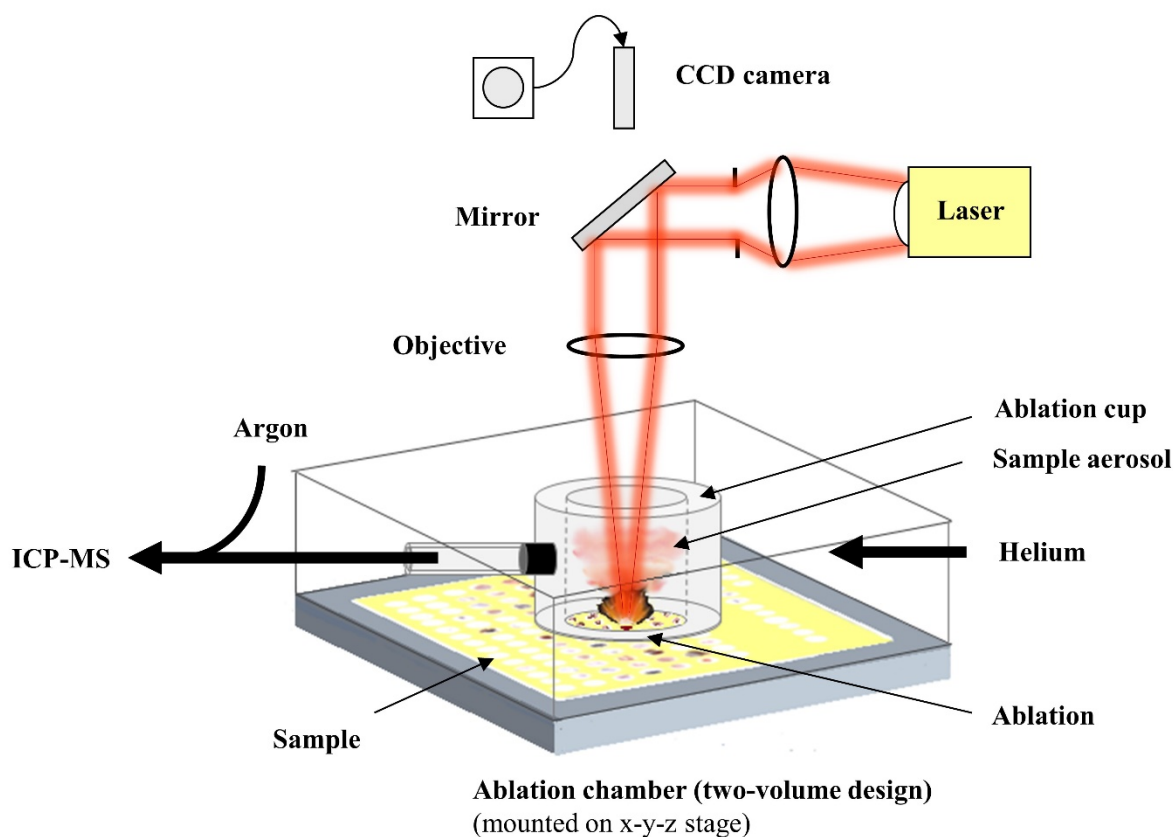 CCD camera
Mirror
Laser
Objective
Ablation cup
Argon
Sample aerosol
ICP-MS
Helium
Ablation
Sample
Ablation chamber (two-volume design)
(mounted on x-y-z stage)